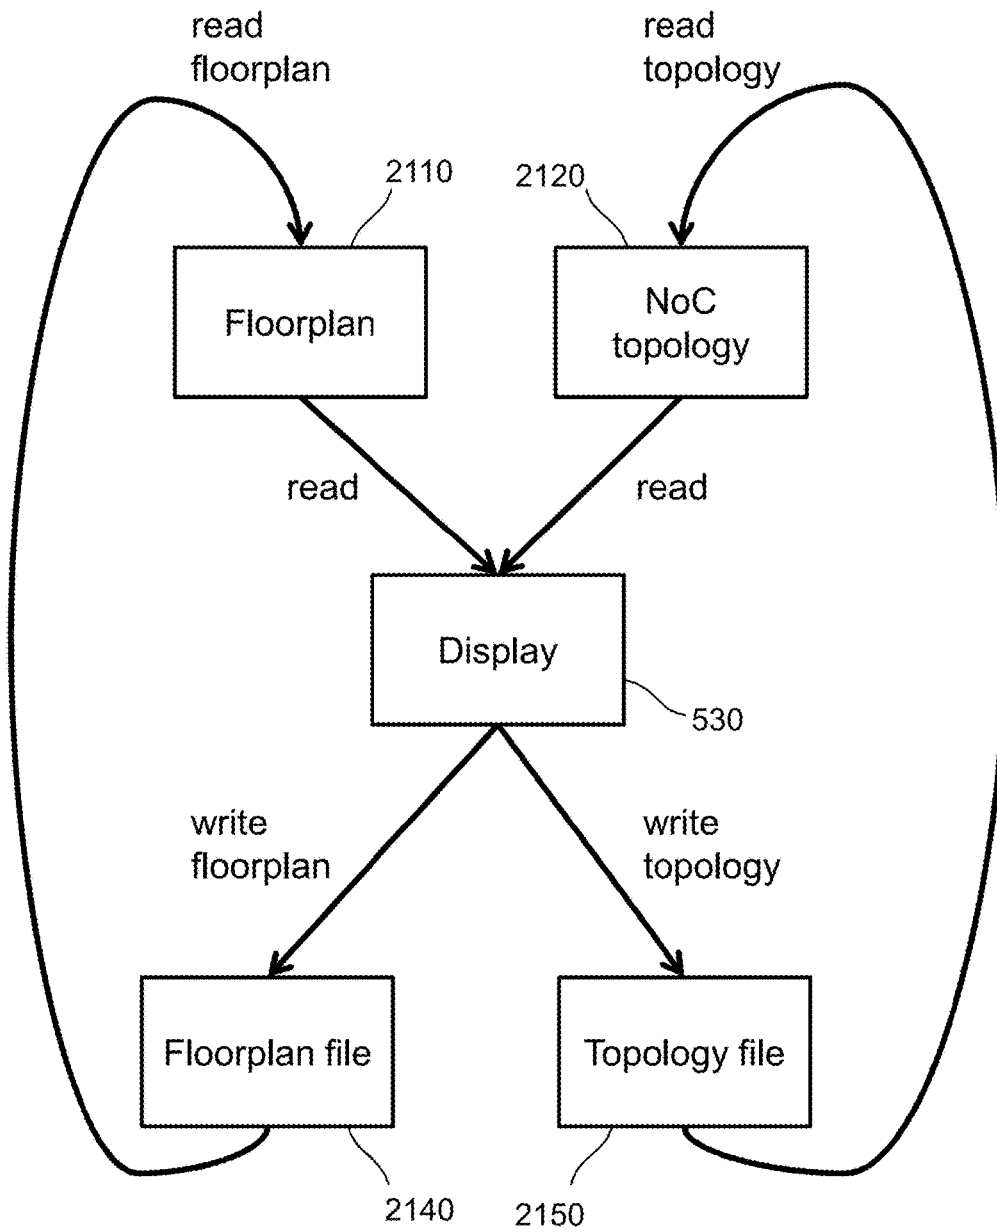 read
floorplan
read
topology
2110
2120
Floorplan
NoC
topology
read
read
Display
530
write
floorplan
write
topology
Floorplan file
Topology file
2140
2150